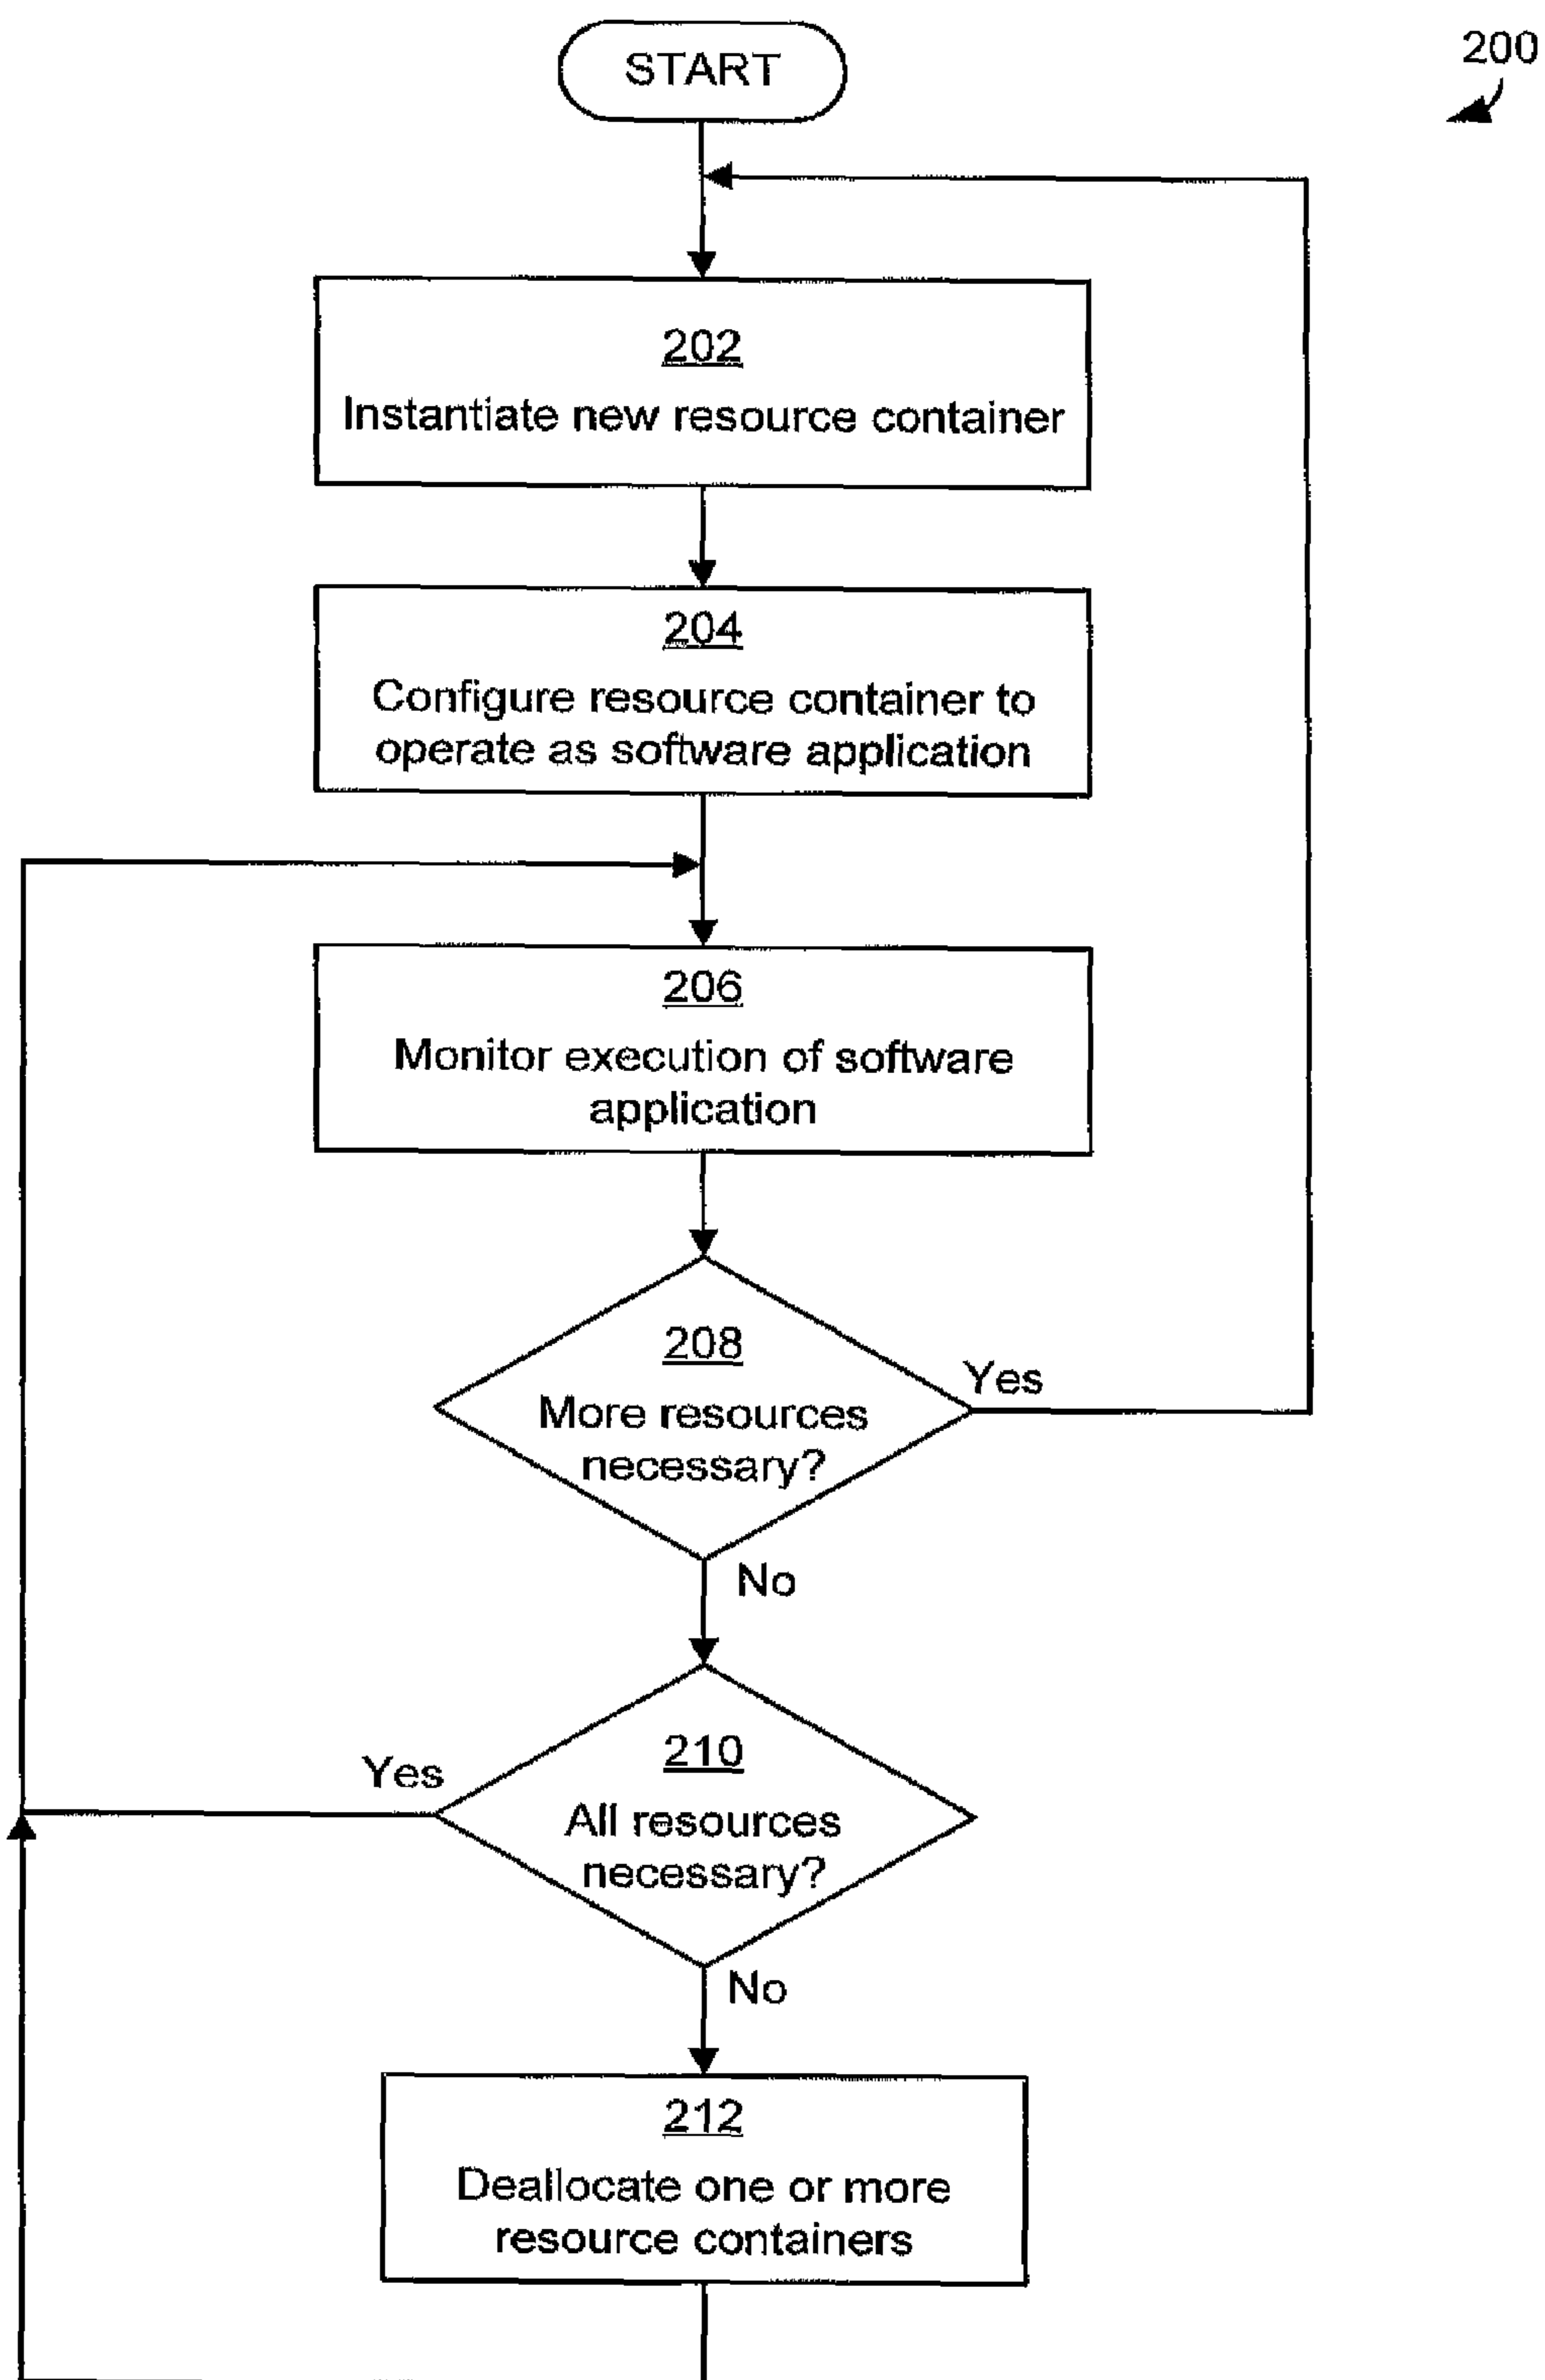 START
200
202
Instantiate new resource container
204
Configure resource container to
operate as software application
206
Monitor execution of software
application
208
More resources
necessary?
Yes
No
210
All resources
necessary?
Yes
No
212
Deallocate one or more
resource containers